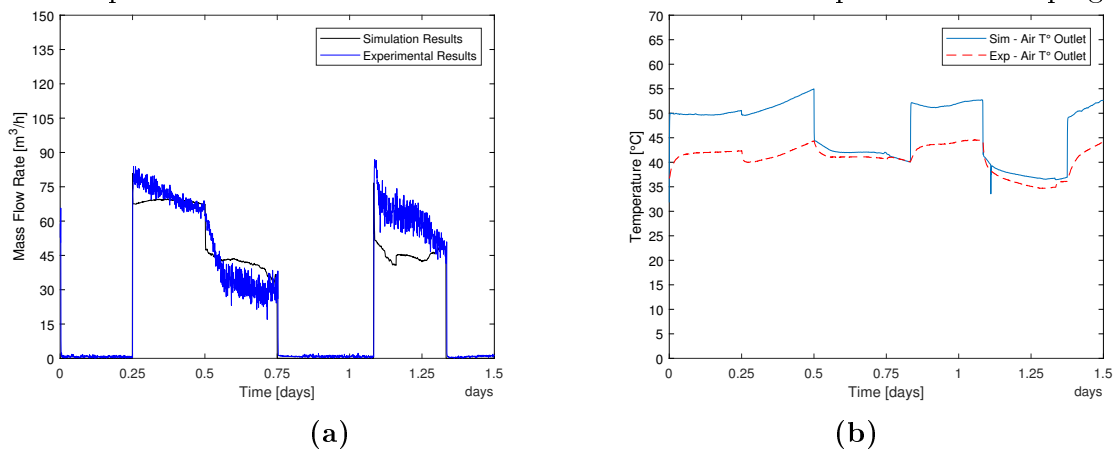 Simulation Results
Experimental Results
150
135
120
105
90
75
60
45
30
15
0
Mass Flow Rate [m³/h]
0 0.25 0.5 0.75 1 1.25 1.5
Time [days]
days
(a)
Sim - Air T° Outlet
Exp - Air T° Outlet
70
65
60
55
50
45
40
35
30
25
20
15
10
5
0
Temperature [°C]
0 0.25 0.5 0.75 1 1.25 1.5
Time [days]
days
(b)